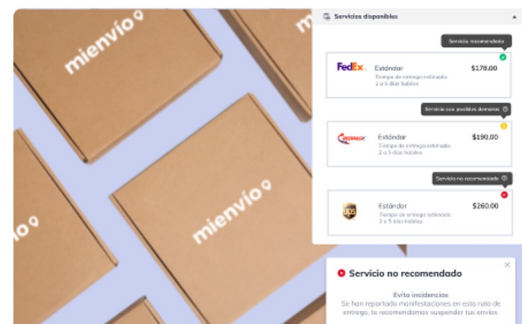 mienvío
mienvío
mienvío
mienvío
Servicios disponibles
Servicio recomendado
FedEx.
Estándar
$178.00
Tiempo de entrega estimado
2 a 5 días hábiles
Servicio con posibles demoras
Estándar
$190.00
Tiempo de entrega estimado
2 a 5 días hábiles
Servicio no recomendado
ups
Estándar
$260.00
Tiempo de entrega estimado
2 a 5 días hábiles
Servicio no recomendado
Evita incidencias
Se han reportado manifestaciones en esta ruta de
entrega, te recomendamos suspender tus envíos.